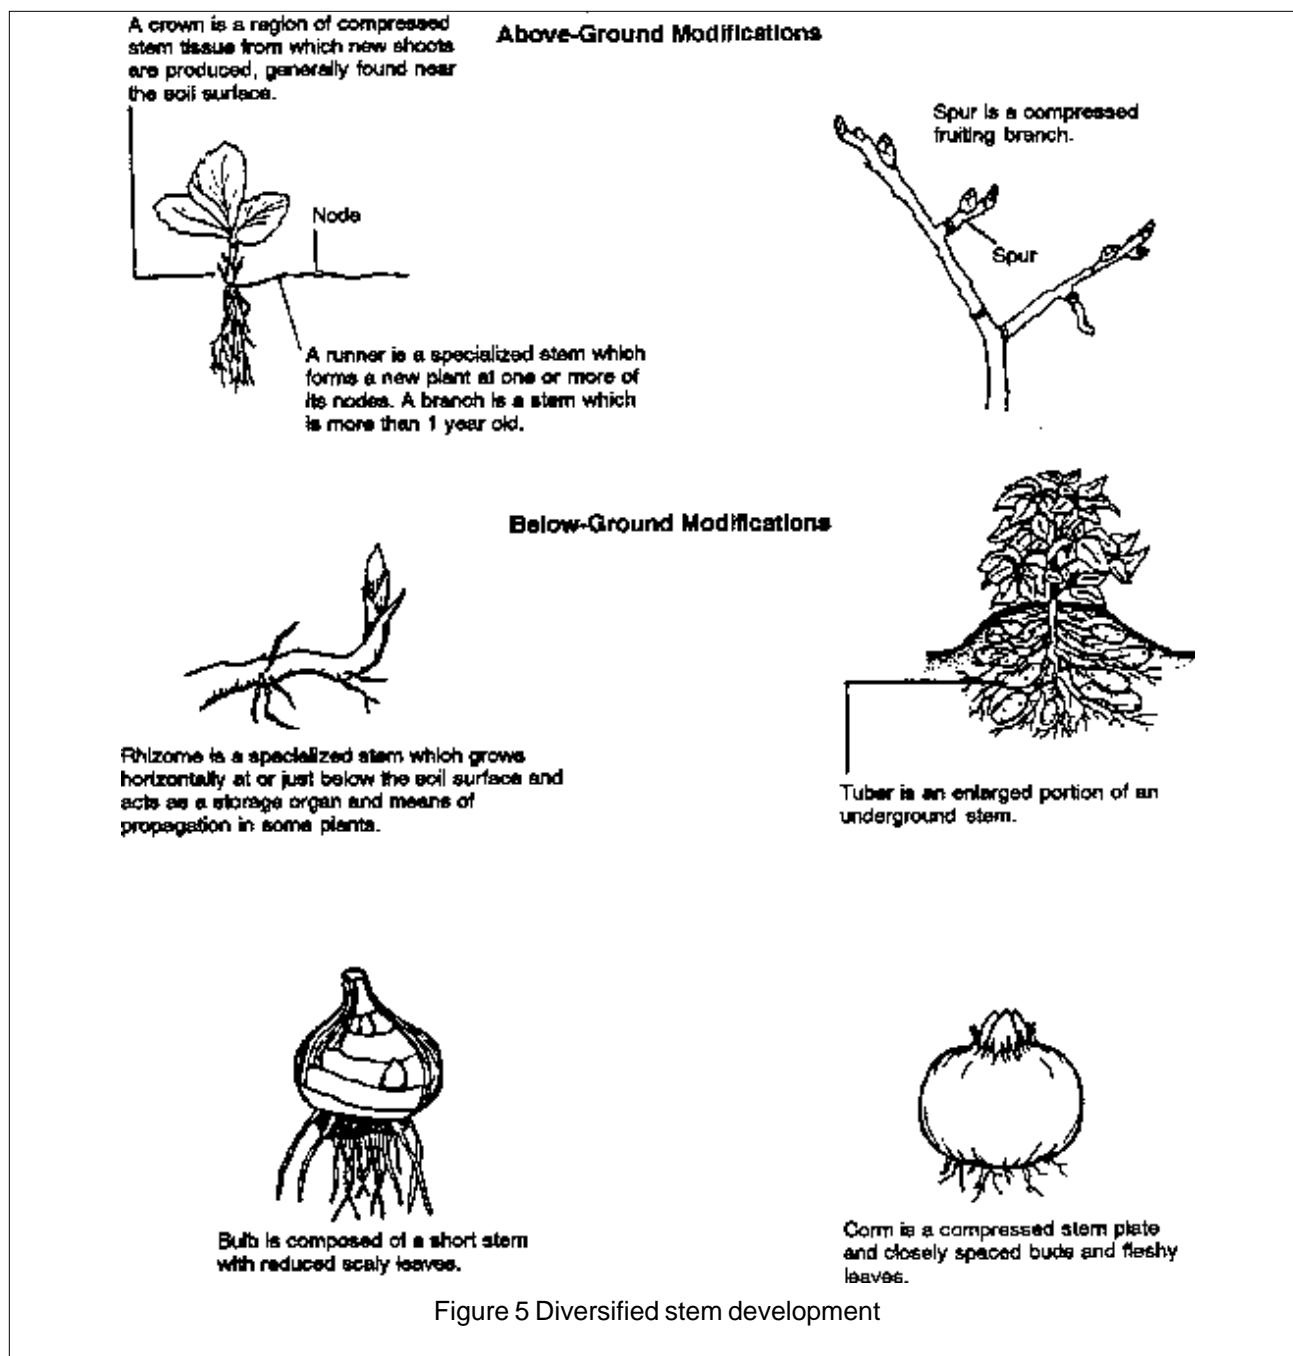 A crown is a region of compressed
stem tissue from which new shoots
are produced, generally found near
the soil surface.
Above-Ground Modifications
Spur is a compressed
fruiting branch.
Node
Spur
A runner is a specialized stem which
forms a new plant at one or more of
its nodes. A branch is a stem which
is more than 1 year old.
Below-Ground Modifications
Rhizome is a specialized stem which grows
horizontally at or just below the soil surface and
acts as a storage organ and means of
propagation in some plants.
Tuber is an enlarged portion of an
underground stem.
Bulb is composed of a short stem
with reduced scaly leaves.
Corm is a compressed stem plate
and closely spaced buds and fleshy
leaves.
Figure 5 Diversified stem development